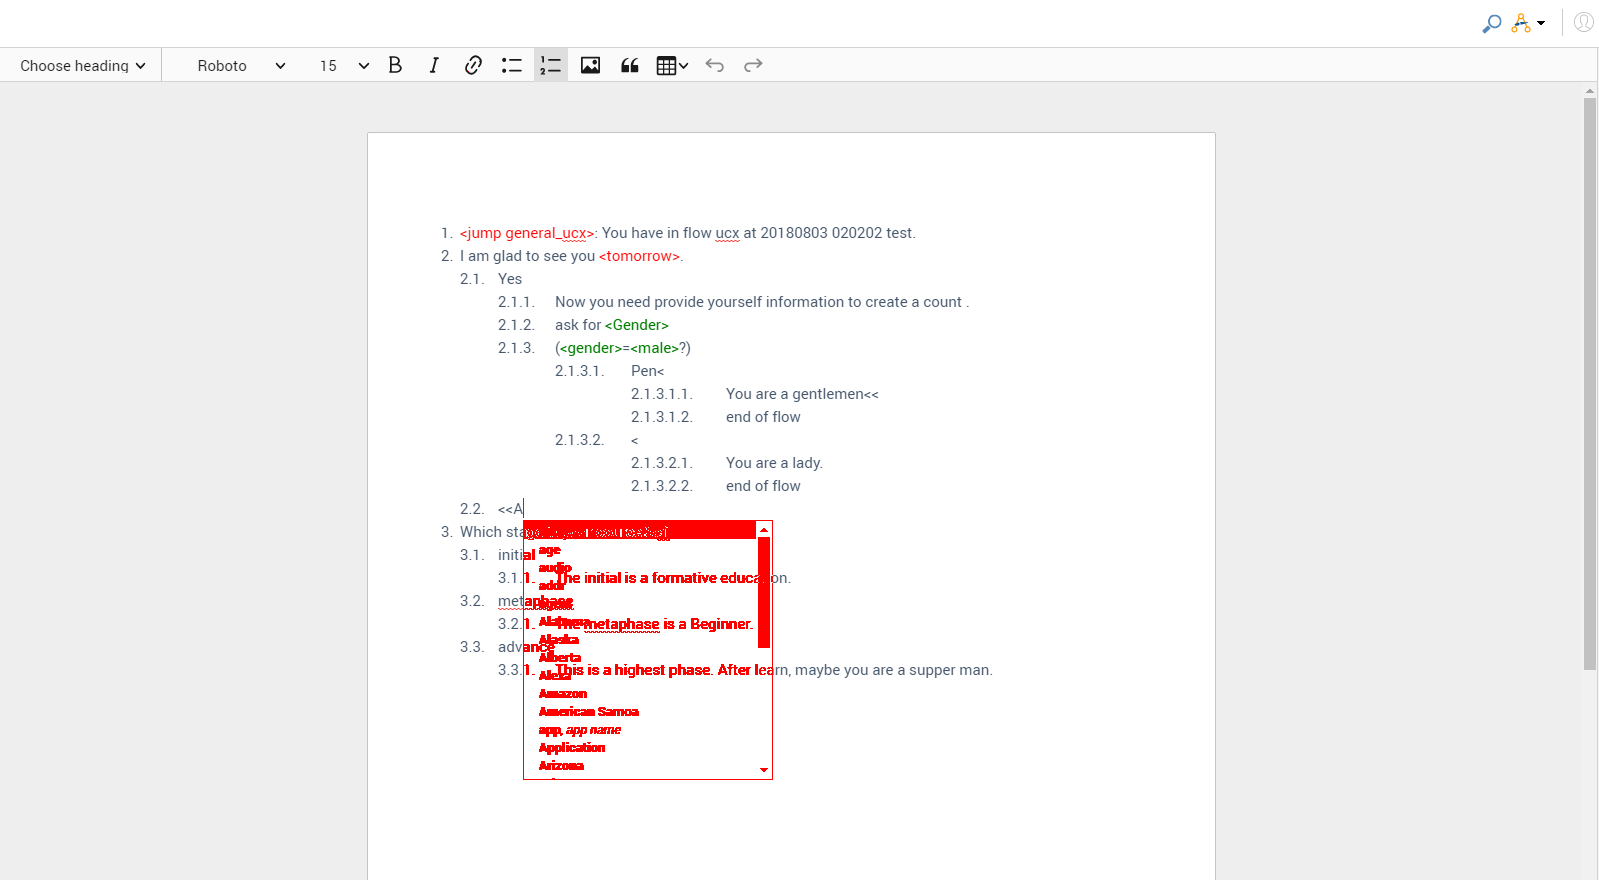 Choose heading Roboto 15 B I
1. <jump general_ucx>: You have in flow ucx at 20180803 020202 test.
2. I am glad to see you <tomorrow>.
2.1. Yes
2.1.1. Now you need provide yourself information to create a count .
2.1.2. ask for <Gender>
2.1.3. (<gender>=<male>?)
2.1.3.1. Pen<
2.1.3.1.1. You are a gentlemen<<
2.1.3.1.2. end of flow
2.1.3.2. <
2.1.3.2.1. You are a lady.
2.1.3.2.2. end of flow
2.2. <<A
3. Which
3.1. initial
age
audio
3.1.1. The initial is a formative education.
addr
3.2. metaphase
3.2.1. The metaphase is a Beginner.
Alabama
Alaska
3.3. advance
Alberta
3.3.1. This is a highest phase. After learn, maybe you are a supper man.
Alexa
Amazon
American Samoa
app, app name
Application
Arizona